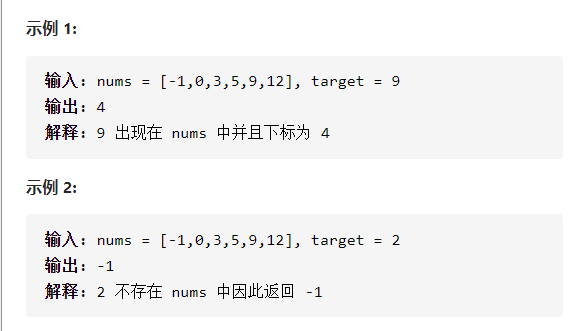 示例 1:
输入: nums = [-1,0,3,5,9,12], target = 9
输出: 4
解释: 9 出现在 nums 中并且下标为 4
示例 2:
输入: nums = [-1,0,3,5,9,12], target = 2
输出: -1
解释: 2 不存在 nums 中因此返回 -1